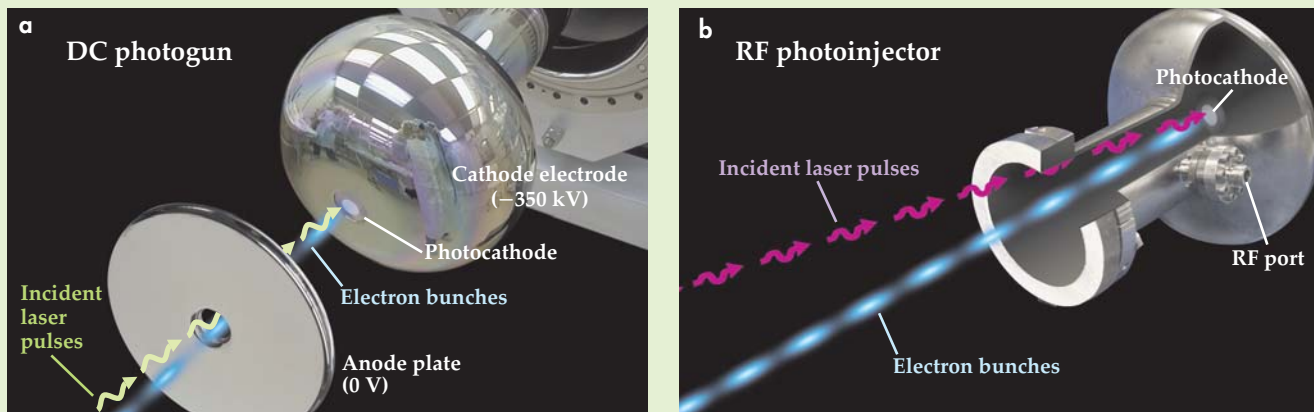 a
DC photogun
Cathode electrode
(−350 kV)
Photocathode
Electron bunches
Incident
laser
pulses
Anode plate
(0 V)
b
RF photoinjector
Photocathode
Incident laser pulses
RF port
Electron bunches